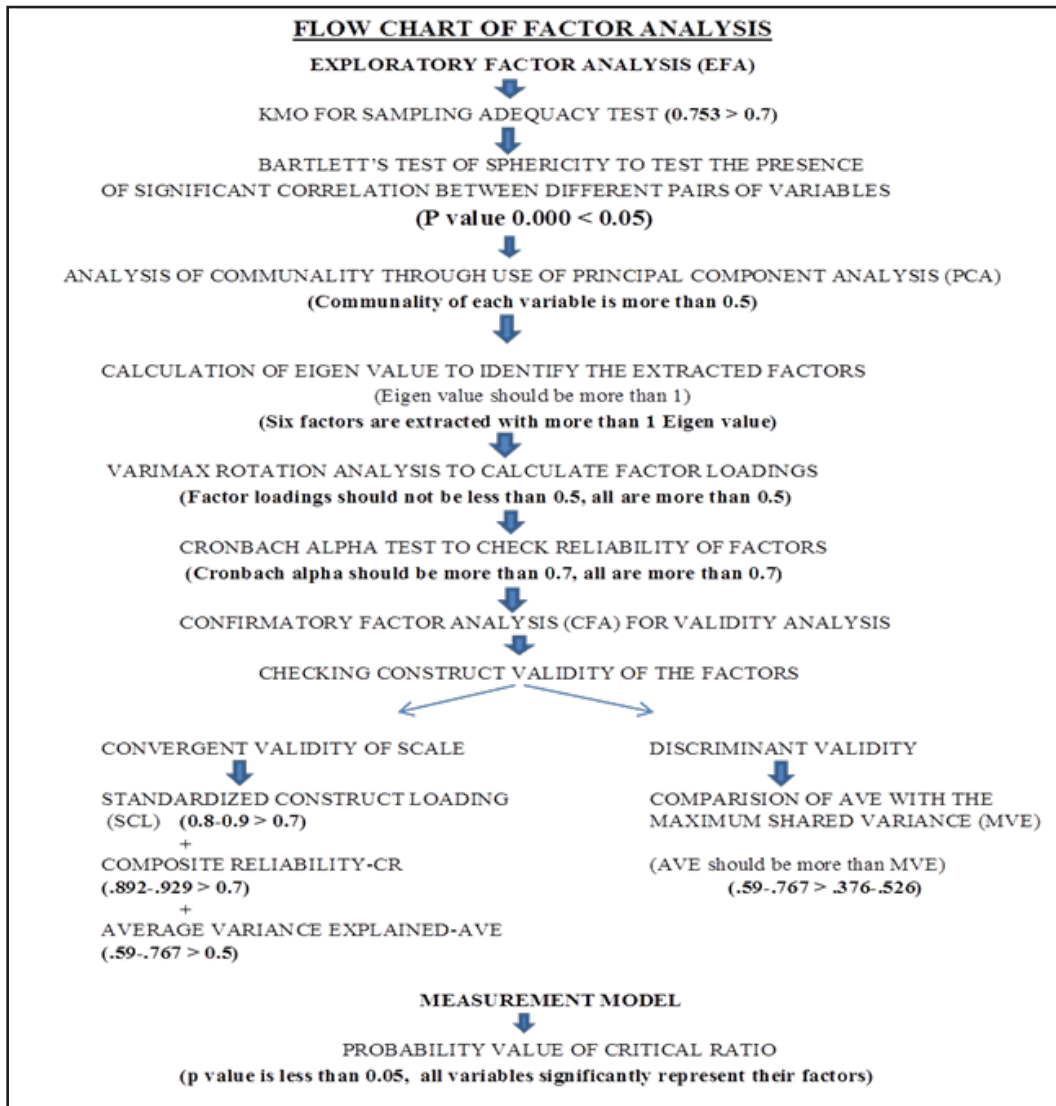 FLOW CHART OF FACTOR ANALYSIS
EXPLORATORY FACTOR ANALYSIS (EFA)
KMO FOR SAMPLING ADEQUACY TEST (0.753 > 0.7)
BARTLETT'S TEST OF SPHERICITY TO TEST THE PRESENCE
OF SIGNIFICANT CORRELATION BETWEEN DIFFERENT PAIRS OF VARIABLES
(P value 0.000 < 0.05)
ANALYSIS OF COMMUNALITY THROUGH USE OF PRINCIPAL COMPONENT ANALYSIS (PCA)
(Communality of each variable is more than 0.5)
CALCULATION OF EIGEN VALUE TO IDENTIFY THE EXTRACTED FACTORS
(Eigen value should be more than 1)
(Six factors are extracted with more than 1 Eigen value)
VARIMAX ROTATION ANALYSIS TO CALCULATE FACTOR LOADINGS
(Factor loadings should not be less than 0.5, all are more than 0.5)
CRONBACH ALPHA TEST TO CHECK RELIABILITY OF FACTORS
(Cronbach alpha should be more than 0.7, all are more than 0.7)
CONFIRMATORY FACTOR ANALYSIS (CFA) FOR VALIDITY ANALYSIS
CHECKING CONSTRUCT VALIDITY OF THE FACTORS
CONVERGENT VALIDITY OF SCALE
STANDARDIZED CONSTRUCT LOADING
(SCL) (0.8-0.9 > 0.7)
+
COMPOSITE RELIABILITY-CR
(.892-.929 > 0.7)
+
AVERAGE VARIANCE EXPLAINED-AVE
(.59-.767 > 0.5)
DISCRIMINANT VALIDITY
COMPARISION OF AVE WITH THE
MAXIMUM SHARED VARIANCE (MVE)
(AVE should be more than MVE)
(.59-.767 > .376-.526)
MEASUREMENT MODEL
PROBABILITY VALUE OF CRITICAL RATIO
(p value is less than 0.05, all variables significantly represent their factors)